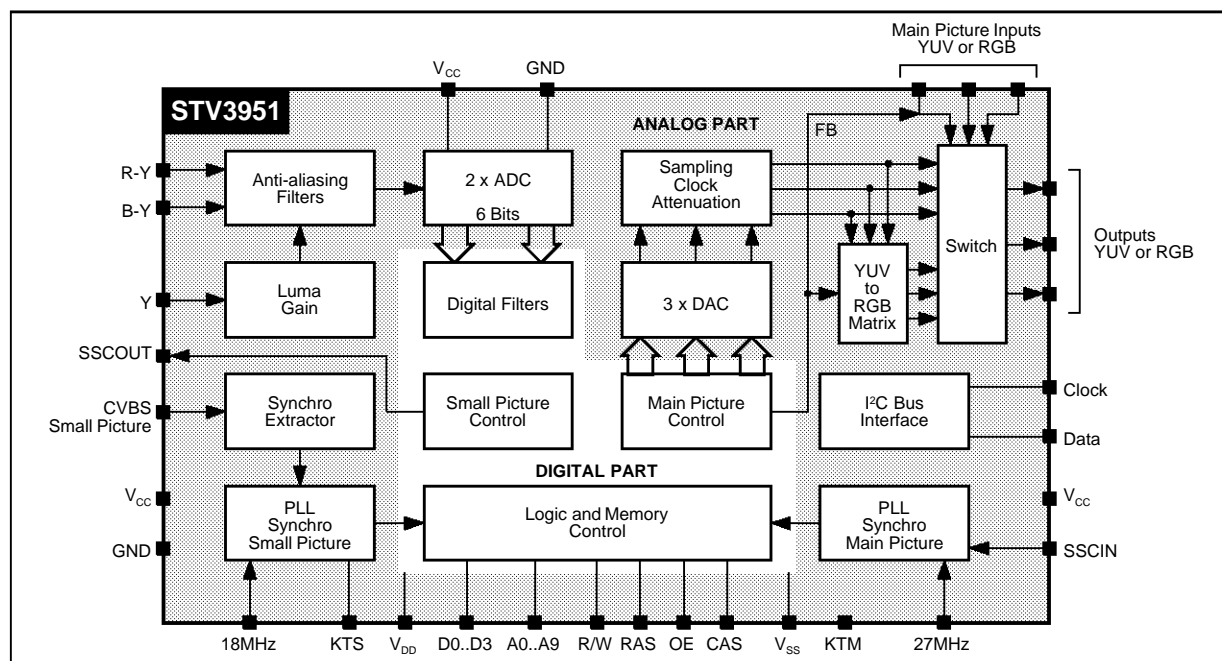 Main Picture Inputs
YUV or RGB
VCC
GND
STV3951
ANALOG PART
FB
R-Y
B-Y
Anti-aliasing
Filters
2 x ADC
6 Bits
Sampling
Clock
Attenuation
Switch
Outputs
YUV or RGB
Y
Luma
Gain
Digital Filters
3 x DAC
YUV
to
RGB
Matrix
SSCOUT
CVBS
Small Picture
Synchro
Extractor
Small Picture
Control
Main Picture
Control
I²C Bus
Interface
Clock
Data
DIGITAL PART
VCC
GND
PLL
Synchro
Small Picture
Logic and Memory
Control
PLL
Synchro
Main Picture
VCC
SSCIN
18MHz
KTS
VDD
D0..D3
A0..A9
R/W
RAS
OE
CAS
VSS
KTM
27MHz